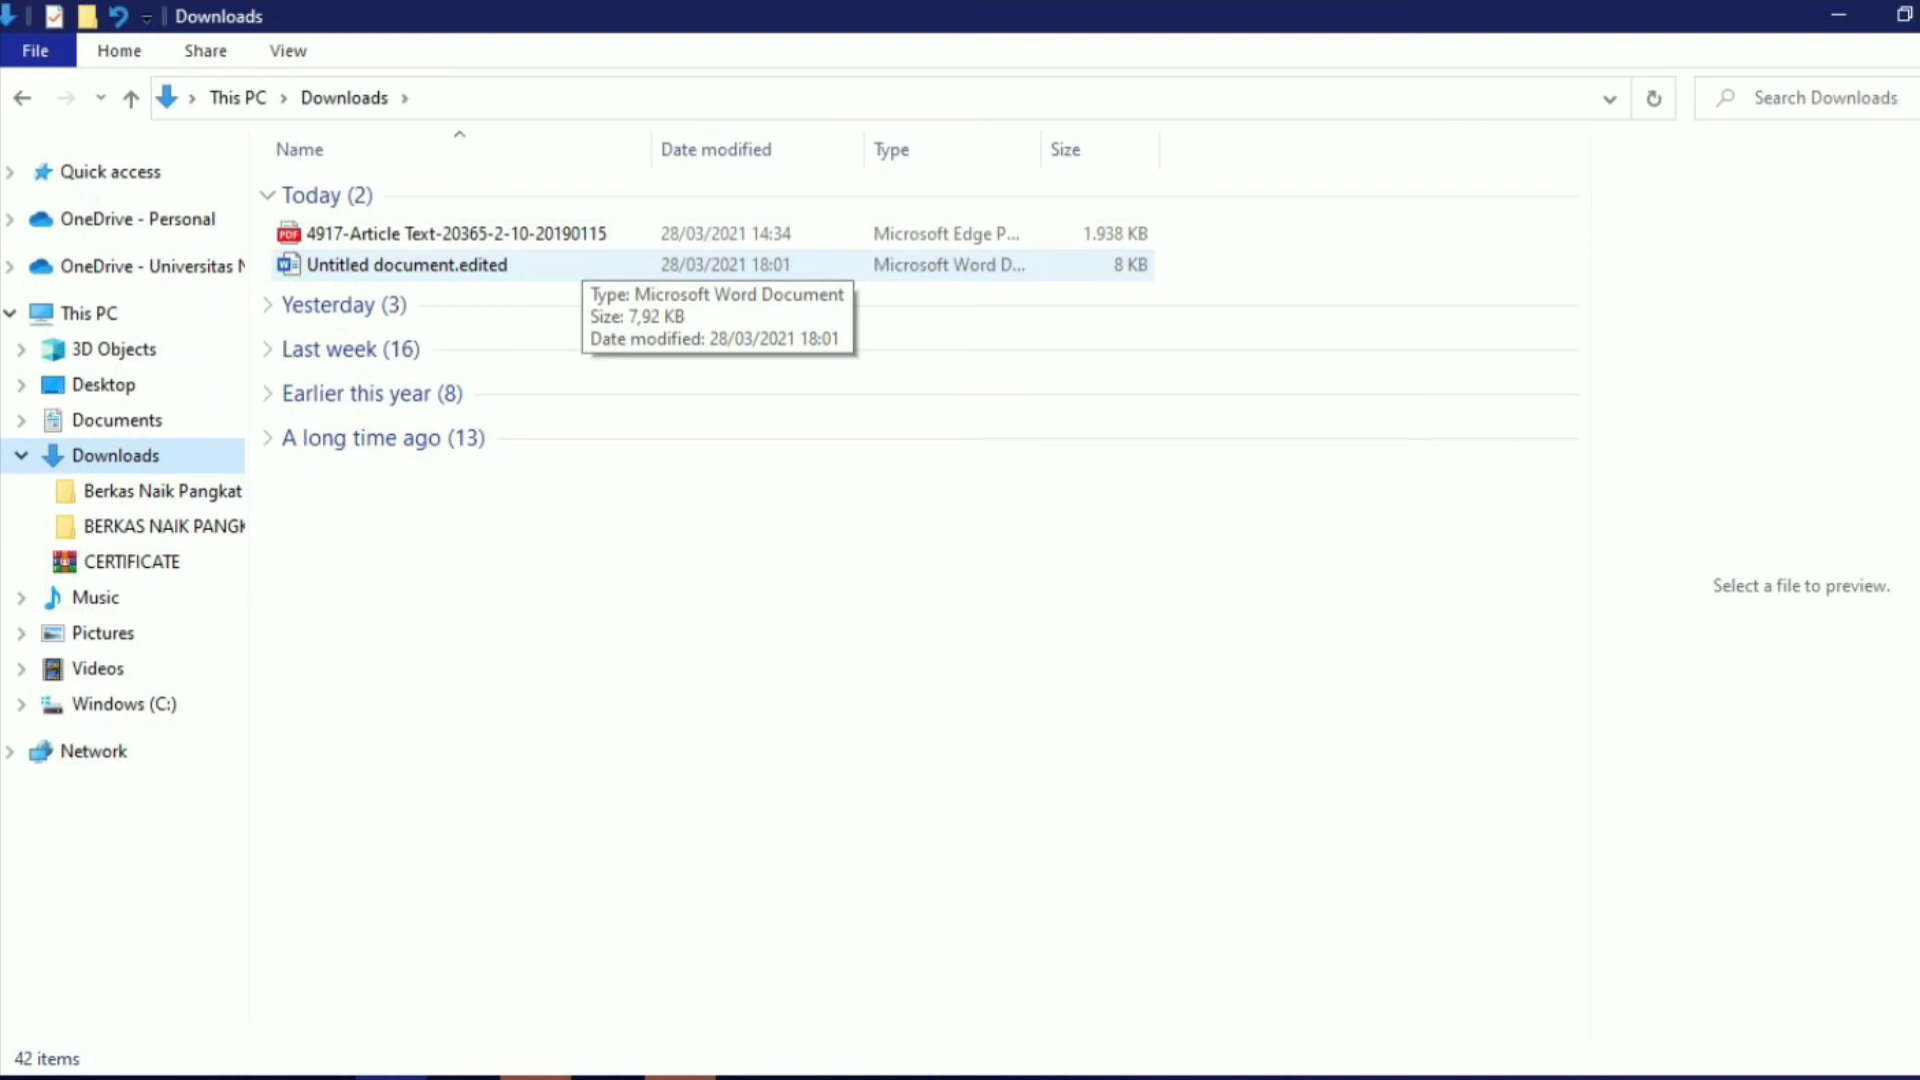 Downloads
File Home Share View
This PC Downloads Search Downloads
Name Date modified Type Size
Quick access
OneDrive - Personal
OneDrive - Universitas N
This PC
3D Objects
Desktop
Documents
Downloads
Berkas Naik Pangkat
BERKAS NAIK PANGK
CERTIFICATE
Music
Pictures
Videos
Windows (C:)
Network
Today (2)
PDF 4917-Article Text-20365-2-10-20190115 28/03/2021 14:34 Microsoft Edge P... 1.938 KB
W Untitled document.edited 28/03/2021 18:01 Microsoft Word D... 8 KB
Type: Microsoft Word Document
Size: 7,92 KB
Date modified: 28/03/2021 18:01
Yesterday (3)
Last week (16)
Earlier this year (8)
A long time ago (13)
Select a file to preview.
42 items